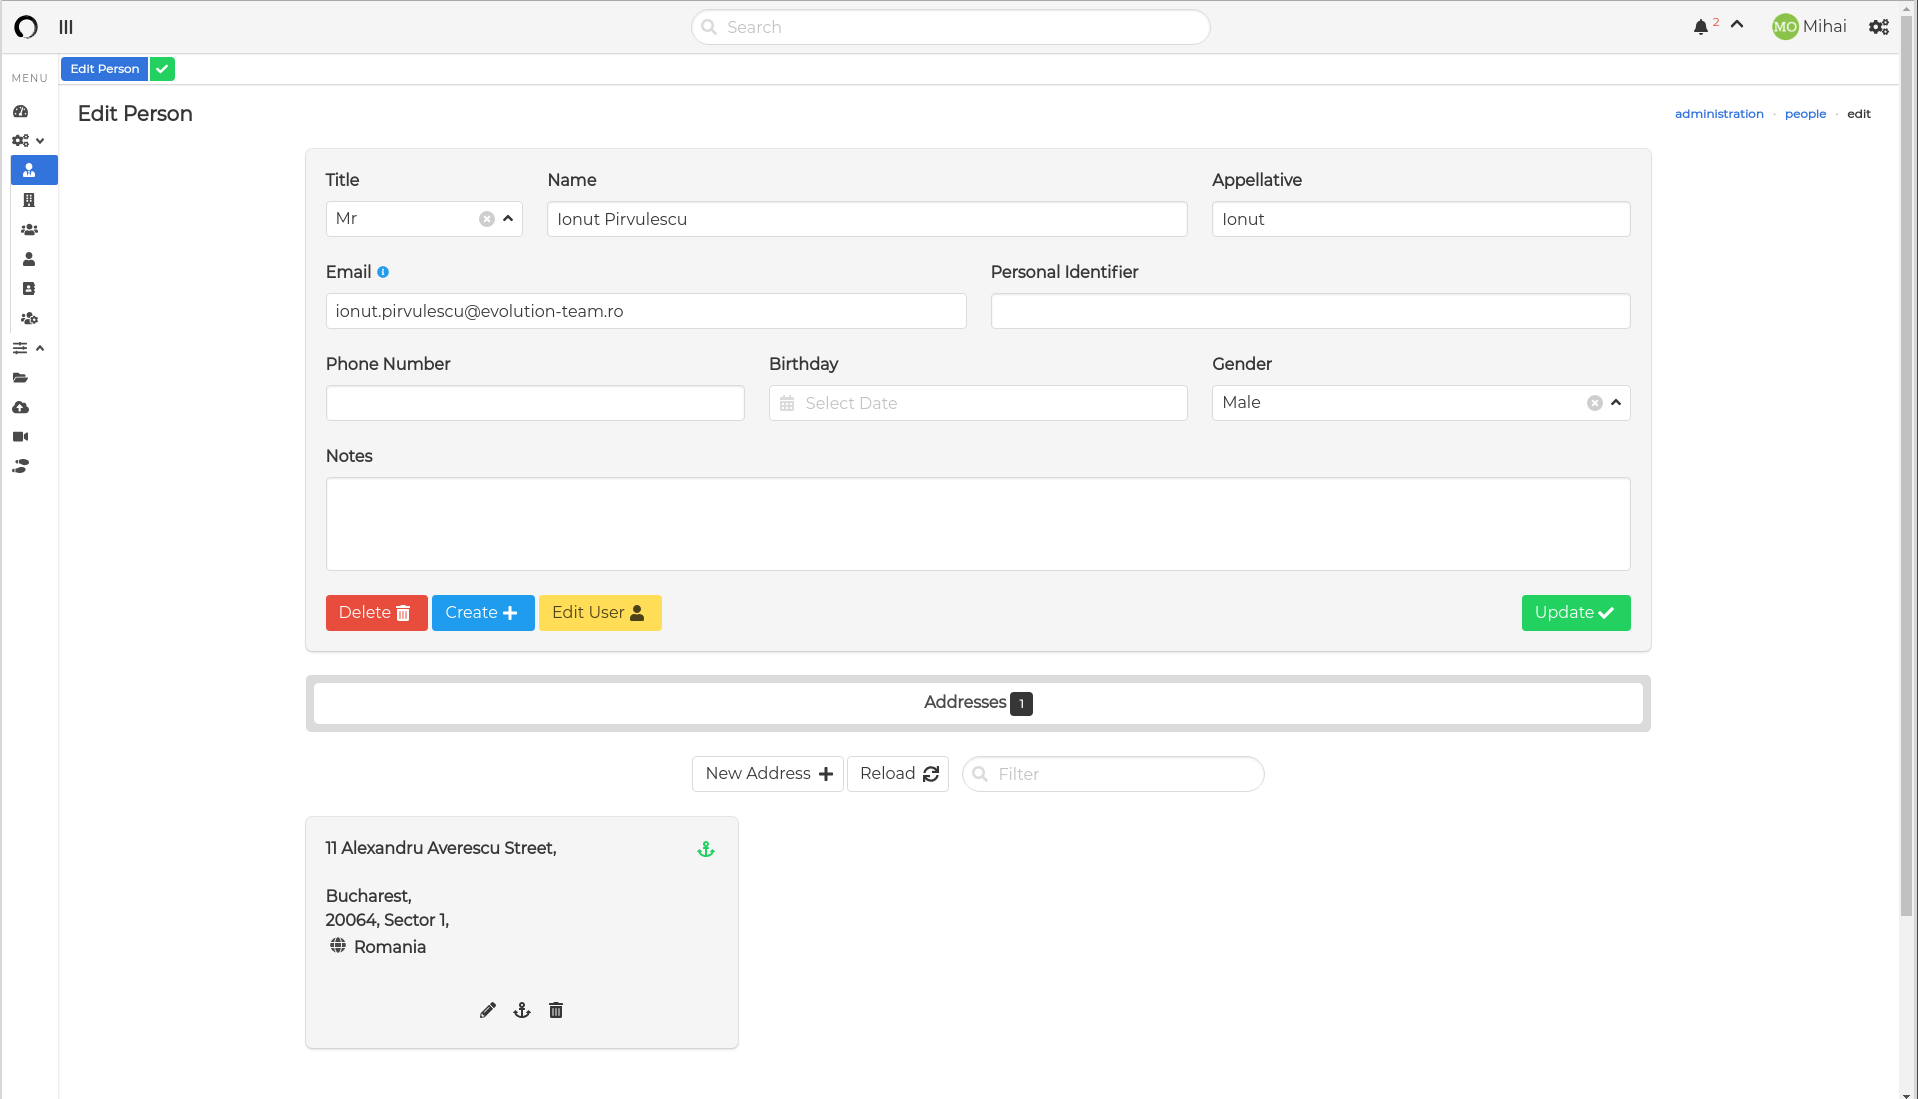 Search
2
MO
Mihai
MENU
Edit Person
Edit Person
administration · people · edit
Title
Name
Appellative
Mr
Ionut Pirvulescu
Ionut
Email
Personal Identifier
ionut.pirvulescu@evolution-team.ro
Phone Number
Birthday
Gender
Select Date
Male
Notes
Delete
Create
Edit User
Update
Addresses 1
New Address
Reload
Filter
11 Alexandru Averescu Street,
Bucharest,
20064, Sector 1,
Romania